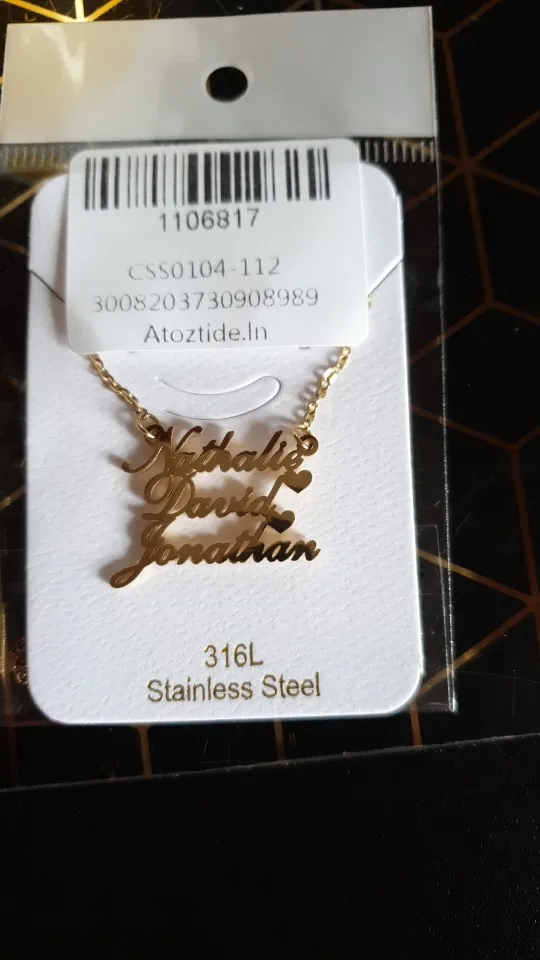 1106817
CSS0104-112
3008203730908989
Atoztide.In
Nathalie
David
Jonathan
316L
Stainless Steel